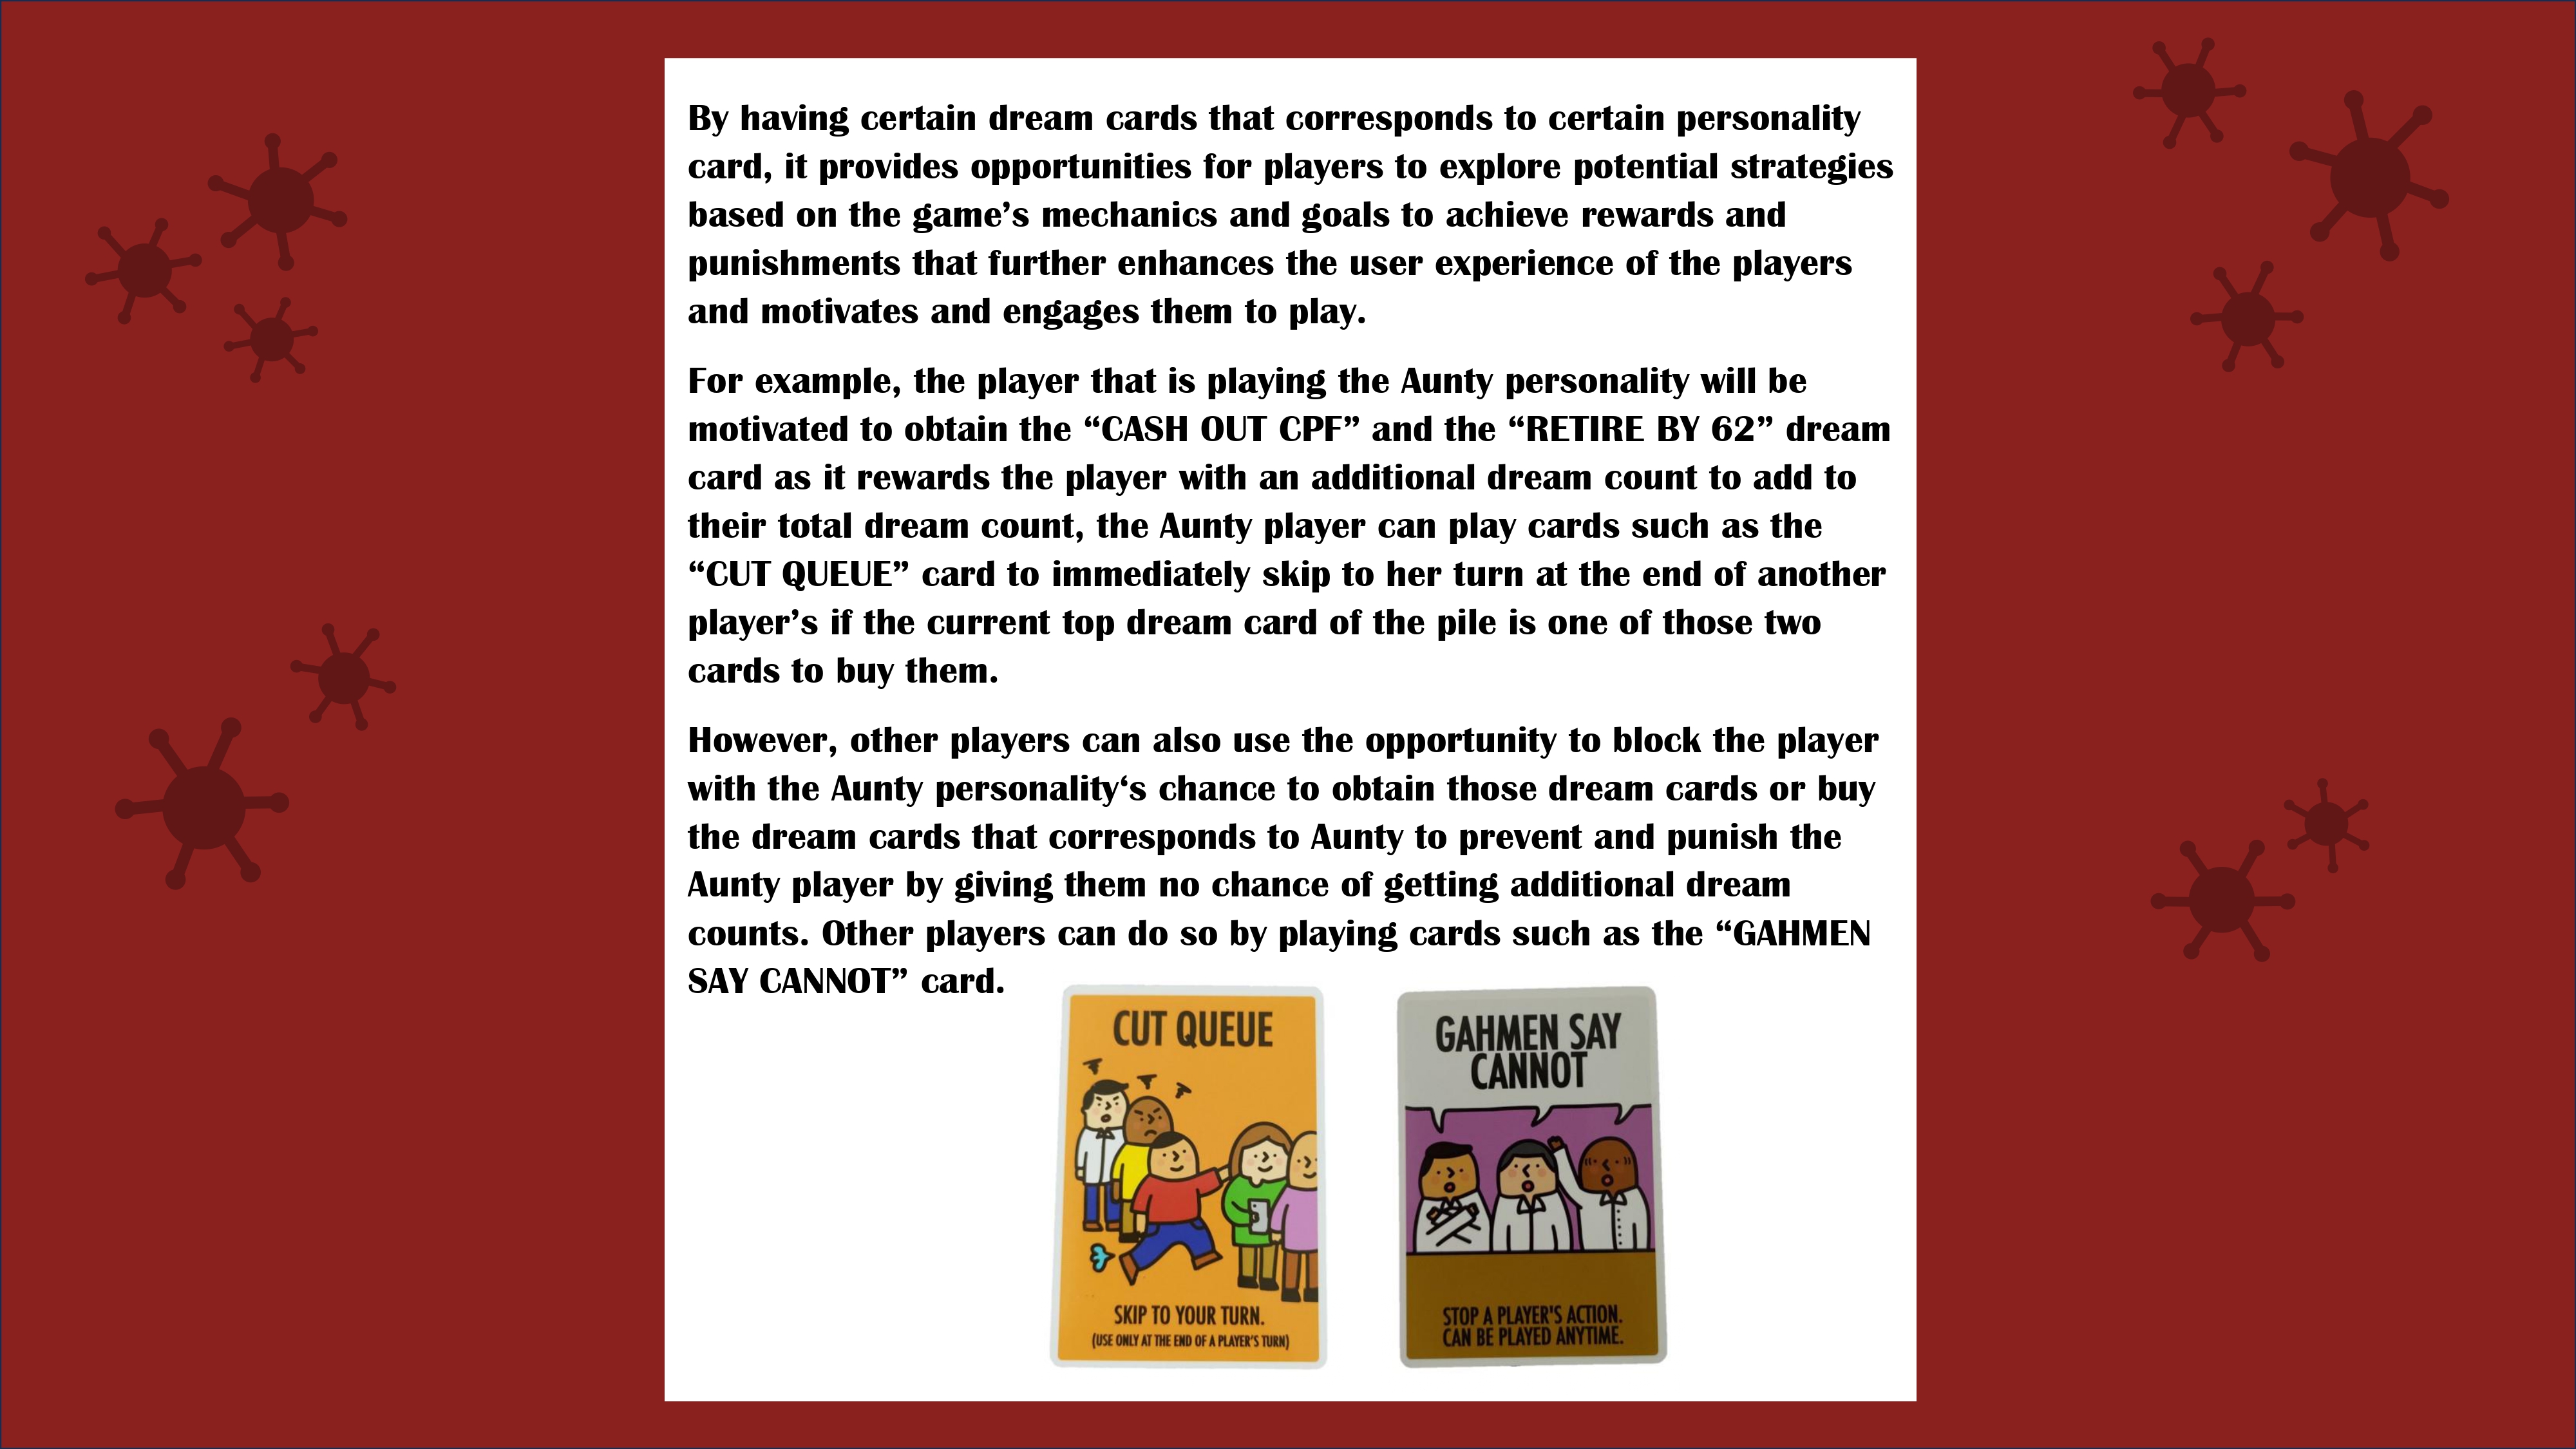 By having certain dream cards that corresponds to certain personality
card, it provides opportunities for players to explore potential strategies
based on the game’s mechanics and goals to achieve rewards and
punishments that further enhances the user experience of the players
and motivates and engages them to play.
For example, the player that is playing the Aunty personality will be
motivated to obtain the “CASH OUT CPF” and the “RETIRE BY 62” dream
card as it rewards the player with an additional dream count to add to
their total dream count, the Aunty player can play cards such as the
“CUT QUEUE” card to immediately skip to her turn at the end of another
player’s if the current top dream card of the pile is one of those two
cards to buy them.
However, other players can also use the opportunity to block the player
with the Aunty personality‘s chance to obtain those dream cards or buy
the dream cards that corresponds to Aunty to prevent and punish the
Aunty player by giving them no chance of getting additional dream
counts. Other players can do so by playing cards such as the “GAHMEN
SAY CANNOT” card.
CUT QUEUE
SKIP TO YOUR TURN.
(USE ONLY AT THE END OF A PLAYER'S TURN)
GAHMEN SAY
CANNOT
STOP A PLAYER'S ACTION.
CAN BE PLAYED ANYTIME.